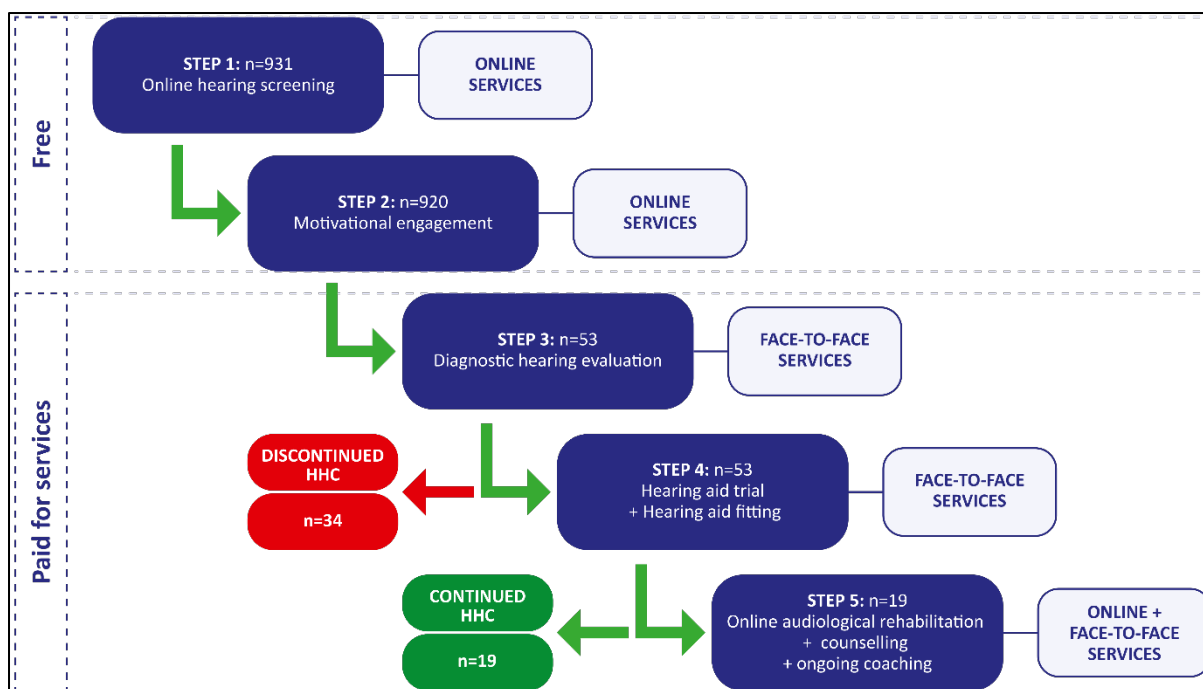 Free
STEP 1: n=931
Online hearing screening
ONLINE
SERVICES
STEP 2: n=920
Motivational engagement
ONLINE
SERVICES
Paid for services
STEP 3: n=53
Diagnostic hearing evaluation
FACE-TO-FACE
SERVICES
DISCONTINUED
HHC
n=34
STEP 4: n=53
Hearing aid trial
+ Hearing aid fitting
FACE-TO-FACE
SERVICES
CONTINUED
HHC
n=19
STEP 5: n=19
Online audiological rehabilitation
+ counselling
+ ongoing coaching
ONLINE +
FACE-TO-FACE
SERVICES